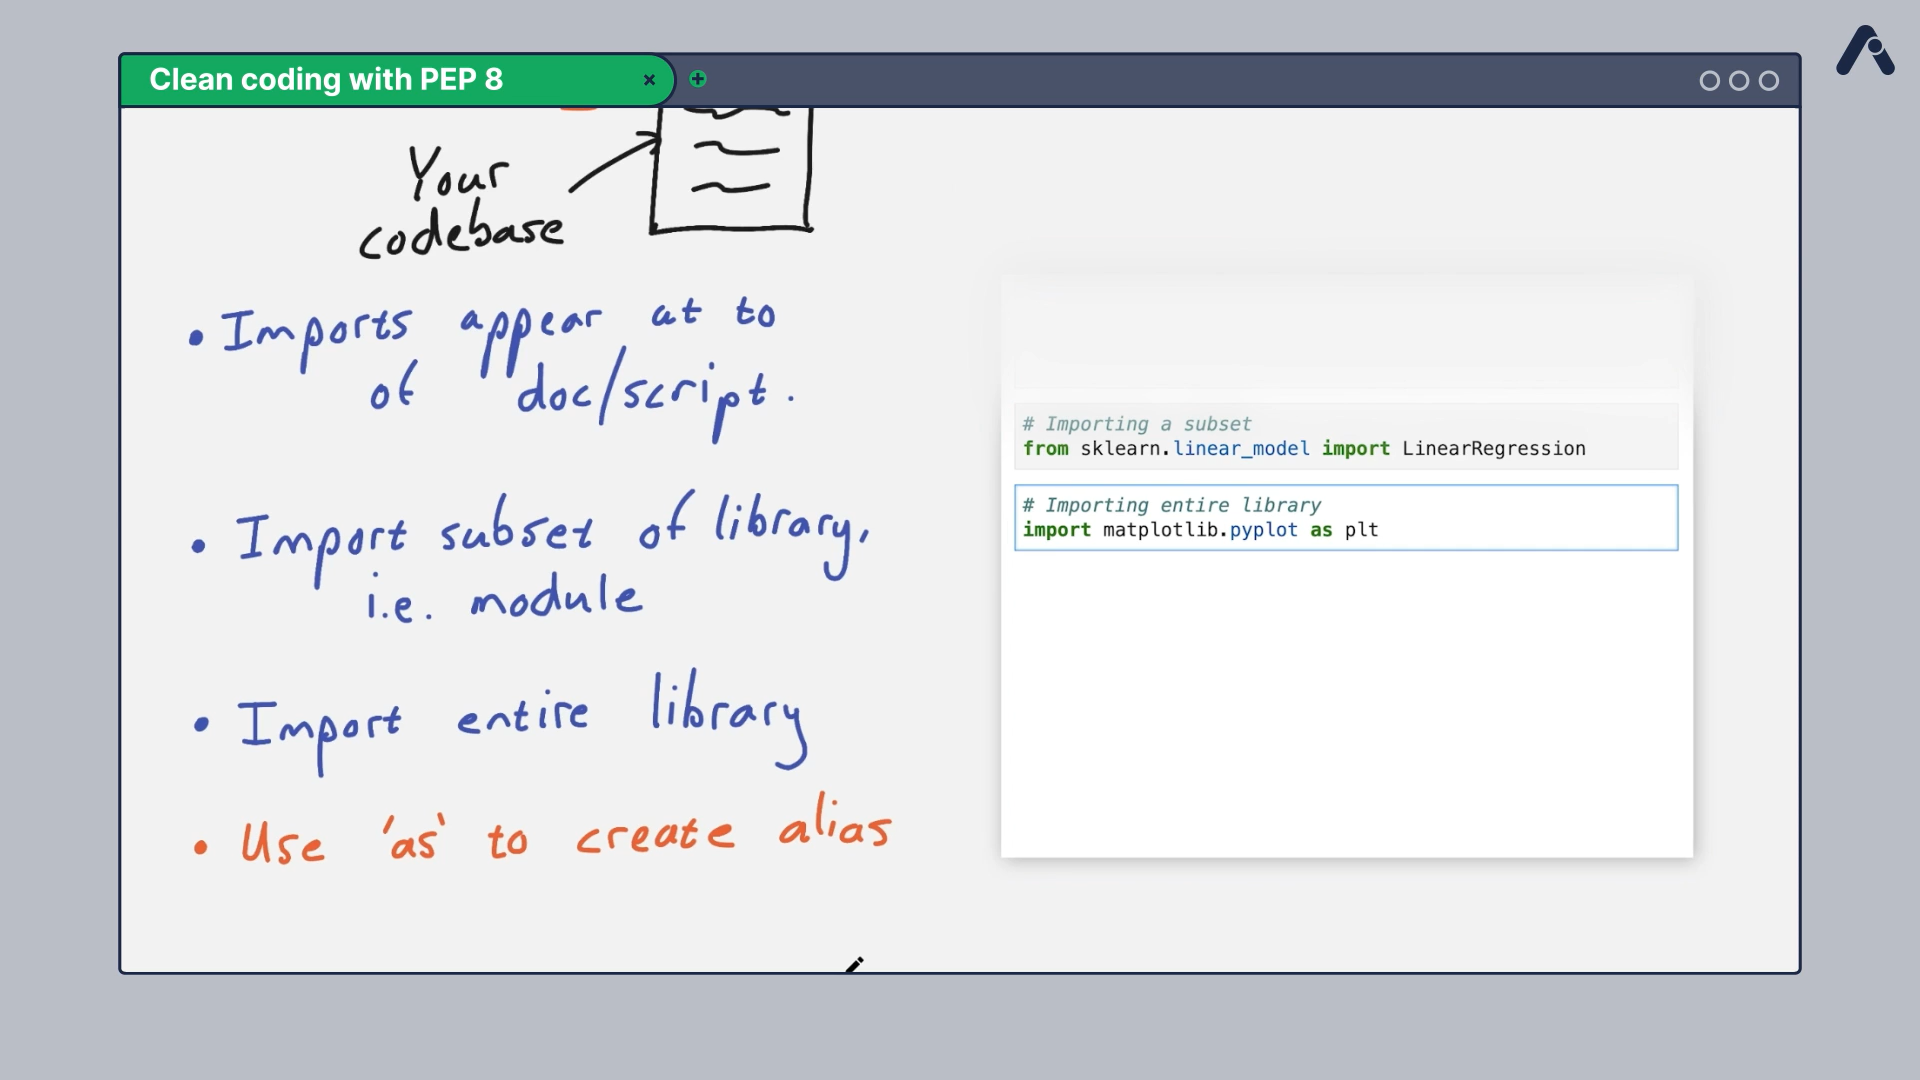 Clean coding with PEP 8
Your
codebase
• Imports appear at to
of doc/script.
• Import subset of library,
i.e. module
• Import entire library
• Use 'as' to create alias
# Importing a subset
from sklearn.linear_model import LinearRegression
# Importing entire library
import matplotlib.pyplot as plt